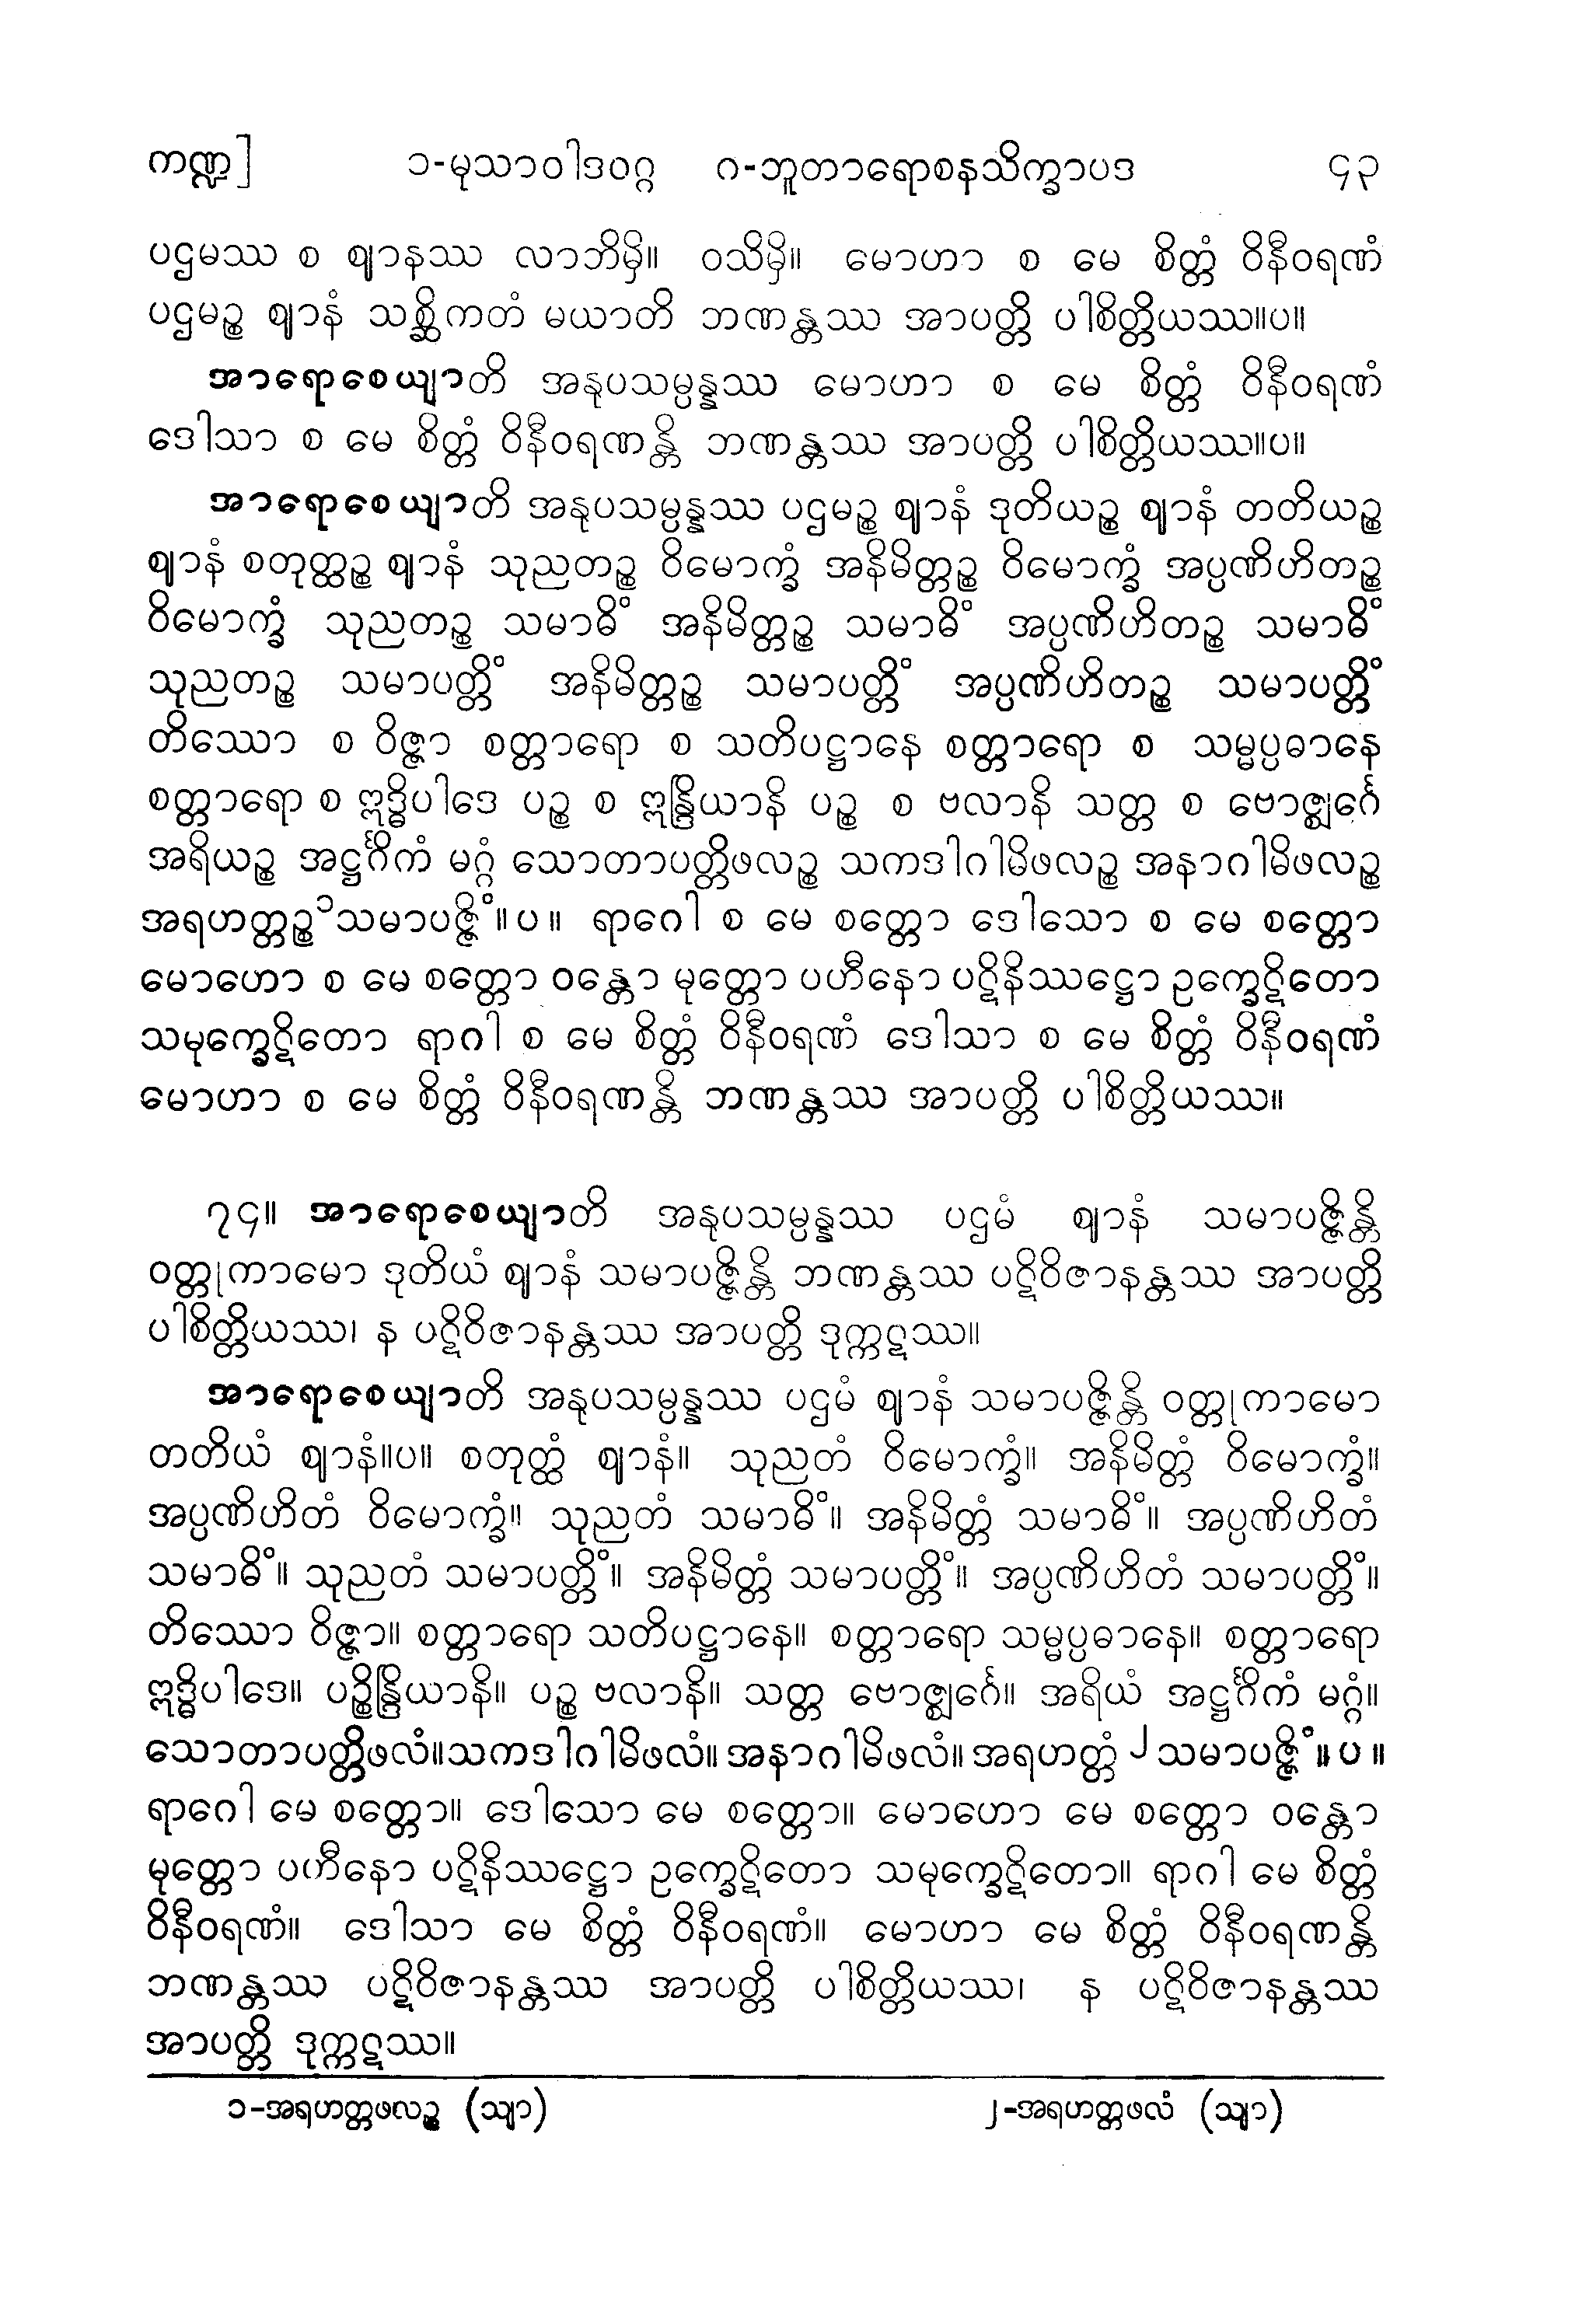 ကဏ္ဍ] ၁-မုသာဝါဒဝဂ္ဂ ဂ-ဘူတာရောစနသိက္ခာပဒ ၄၃
ပဌမဿ စ ဈာနဿ လာဘိမှိ။ ဝသိမှိ။ မောဟာ စ မေ စိတ္တံ ဝိနီဝရဏံ
ပဌမဉ္စ ဈာနံ သစ္ဆိကတံ မယာတိ ဘဏန္တဿ အာပတ္တိ ပါစိတ္တိယဿ။ပ။
အာရောစေယျာတိ အနုပသမ္ပန္နဿ မောဟာ စ မေ စိတ္တံ ဝိနီဝရဏံ
ဒေါသာ စ မေ စိတ္တံ ဝိနီဝရဏန္တိ ဘဏန္တဿ အာပတ္တိ ပါစိတ္တိယဿ။ပ။
အာရောစေယျာတိ အနုပသမ္ပန္နဿ ပဌမဉ္စ ဈာနံ ဒုတိယဉ္စ ဈာနံ တတိယဉ္စ
ဈာနံ စတုတ္ထဉ္စ ဈာနံ သုညတဉ္စ ဝိမောက္ခံ အနိမိတ္တဉ္စ ဝိမောက္ခံ အပ္ပဏိဟိတဉ္စ
ဝိမောက္ခံ သုညတဉ္စ သမာဓိံ အနိမိတ္တဉ္စ သမာဓိံ အပ္ပဏိဟိတဉ္စ သမာဓိံ
သုညတဉ္စ သမာပတ္တိံ အနိမိတ္တဉ္စ သမာပတ္တိံ အပ္ပဏိဟိတဉ္စ သမာပတ္တိံ
တိဿော စ ဝိဇ္ဇာ စတ္တာရော စ သတိပဋ္ဌာနေ စတ္တာရော စ သမ္မပ္ပဓာနေ
စတ္တာရော စ ဣဒ္ဓိပါဒေ ပဉ္စ စ ဣန္ဒြိယာနိ ပဉ္စ စ ဗလာနိ သတ္တ စ ဗောဇ္ဈင်္ဂေ
အရိယဉ္စ အဋ္ဌင်္ဂိကံ မဂ္ဂံ သောတာပတ္တိဖလဉ္စ သကဒါဂါမိဖလဉ္စ အနာဂါမိဖလဉ္စ
အရဟတ္တဉ္စ ၁သမာပဇ္ဇိံ။ပ။ ရာဂေါ စ မေ စတ္တော ဒေါသော စ မေ စတ္တော
မောဟော စ မေ စတ္တော ဝန္တော မုတ္တော ပဟီနော ပဋိနိဿဋ္ဌော ဥက္ခေဋိတော
သမုက္ခေဋိတော ရာဂါ စ မေ စိတ္တံ ဝိနီဝရဏံ ဒေါသာ စ မေ စိတ္တံ ဝိနီဝရဏံ
မောဟာ စ မေ စိတ္တံ ဝိနီဝရဏန္တိ ဘဏန္တဿ အာပတ္တိ ပါစိတ္တိယဿ။
၇၄။ အာရောစေယျာတိ အနုပသမ္ပန္နဿ ပဌမံ ဈာနံ သမာပဇ္ဇိန္တိ
ဝတ္တုကာမော ဒုတိယံ ဈာနံ သမာပဇ္ဇိန္တိ ဘဏန္တဿ ပဋိဝိဇာနန္တဿ အာပတ္တိ
ပါစိတ္တိယဿ၊ န ပဋိဝိဇာနန္တဿ အာပတ္တိ ဒုက္ကဋဿ။
အာရောစေယျာတိ အနုပသမ္ပန္နဿ ပဌမံ ဈာနံ သမာပဇ္ဇိန္တိ ဝတ္တုကာမော
တတိယံ ဈာနံ။ပ။ စတုတ္ထံ ဈာနံ။ သုညတံ ဝိမောက္ခံ။ အနိမိတ္တံ ဝိမောက္ခံ။
အပ္ပဏိဟိတံ ဝိမောက္ခံ။ သုညတံ သမာဓိံ။ အနိမိတ္တံ သမာဓိံ။ အပ္ပဏိဟိတံ
သမာဓိံ။ သုညတံ သမာပတ္တိံ။ အနိမိတ္တံ သမာပတ္တိံ။ အပ္ပဏိဟိတံ သမာပတ္တိံ။
တိဿော ဝိဇ္ဇာ။ စတ္တာရော သတိပဋ္ဌာနေ။ စတ္တာရော သမ္မပ္ပဓာနေ။ စတ္တာရော
ဣဒ္ဓိပါဒေ။ ပဉ္စိန္ဒြိယာနိ။ ပဉ္စ ဗလာနိ။ သတ္တ ဗောဇ္ဈင်္ဂေ။ အရိယံ အဋ္ဌင်္ဂိကံ မဂ္ဂံ။
သောတာပတ္တိဖလံ။သကဒါဂါမိဖလံ။ အနာဂါမိဖလံ။ အရဟတ္တံ ၂သမာပဇ္ဇိံ။ပ။
ရာဂေါ မေ စတ္တော။ ဒေါသော မေ စတ္တော။ မောဟော မေ စတ္တော ဝန္တော
မုတ္တော ပဟီနော ပဋိနိဿဋ္ဌော ဥက္ခေဋိတော သမုက္ခေဋိတော။ ရာဂါ မေ စိတ္တံ
ဝိနီဝရဏံ။ ဒေါသာ မေ စိတ္တံ ဝိနီဝရဏံ။ မောဟာ မေ စိတ္တံ ဝိနီဝရဏန္တိ
ဘဏန္တဿ ပဋိဝိဇာနန္တဿ အာပတ္တိ ပါစိတ္တိယဿ၊ န ပဋိဝိဇာနန္တဿ
အာပတ္တိ ဒုက္ကဋဿ။
၁-အရဟတ္တဖလဉ္စ (သျာ) ၂-အရဟတ္တဖလံ (သျာ)